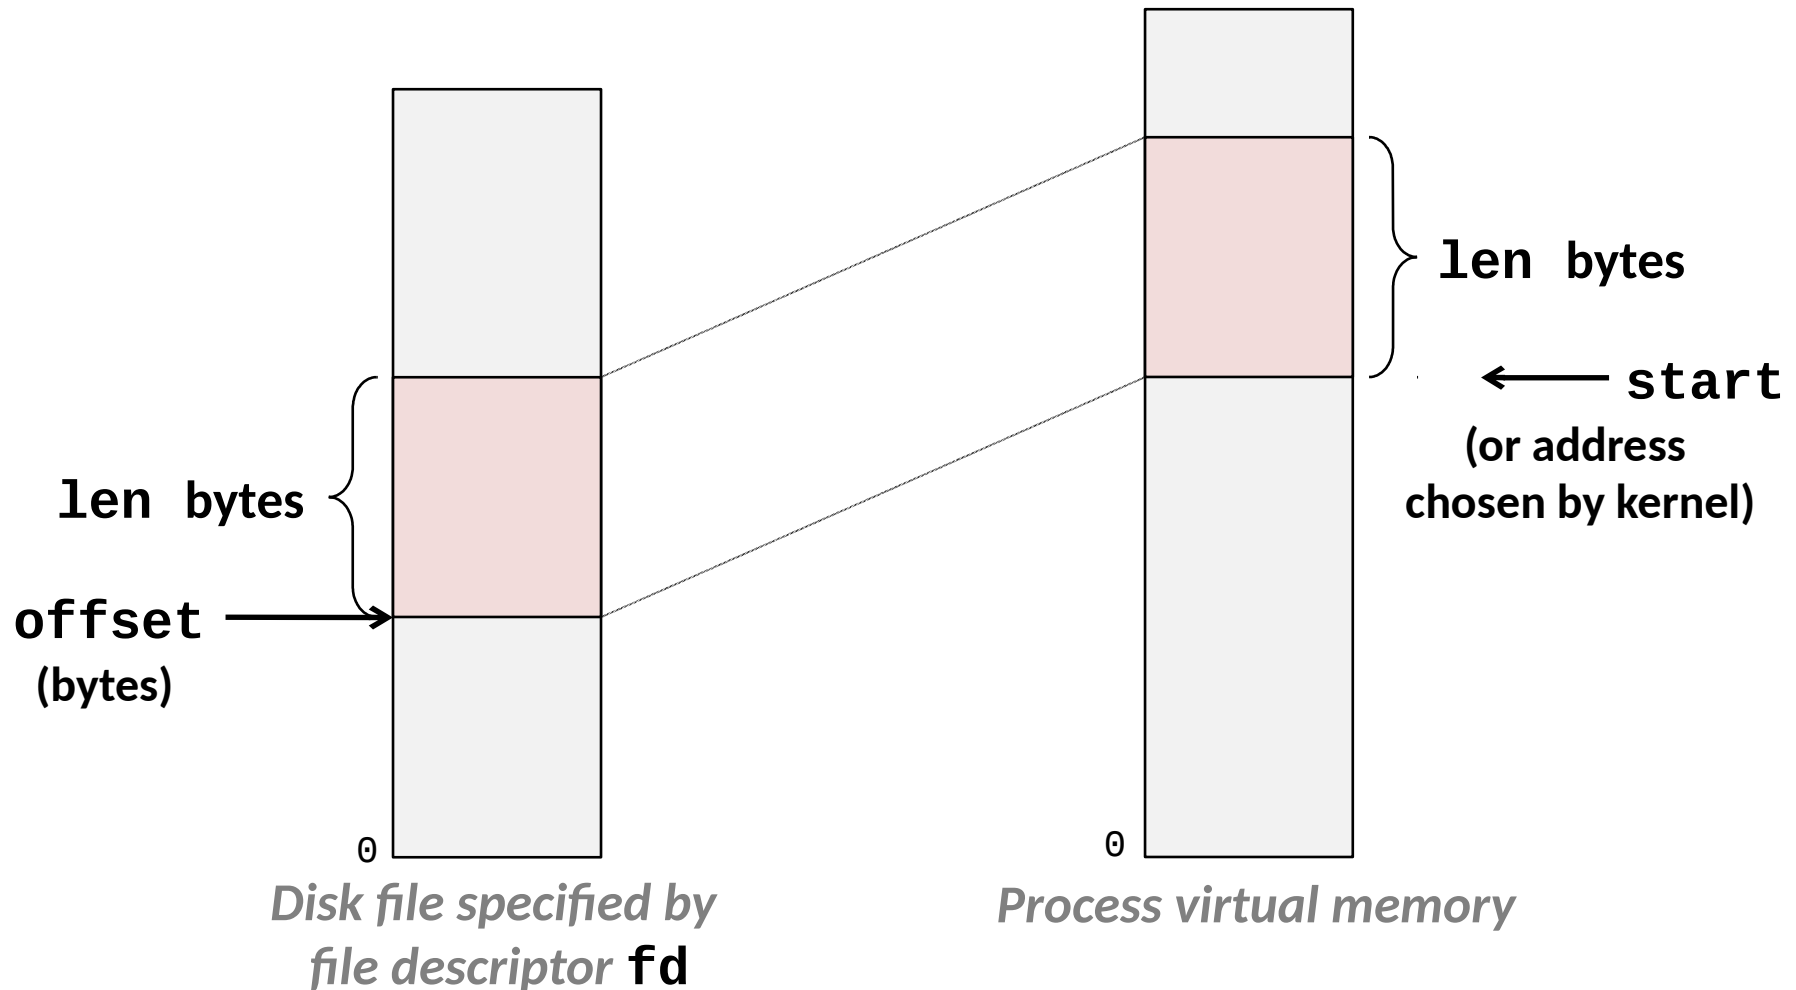 len bytes
start
(or address
chosen by kernel)
len bytes
offset
(bytes)
0
0
Disk file specified by
file descriptor fd
Process virtual memory